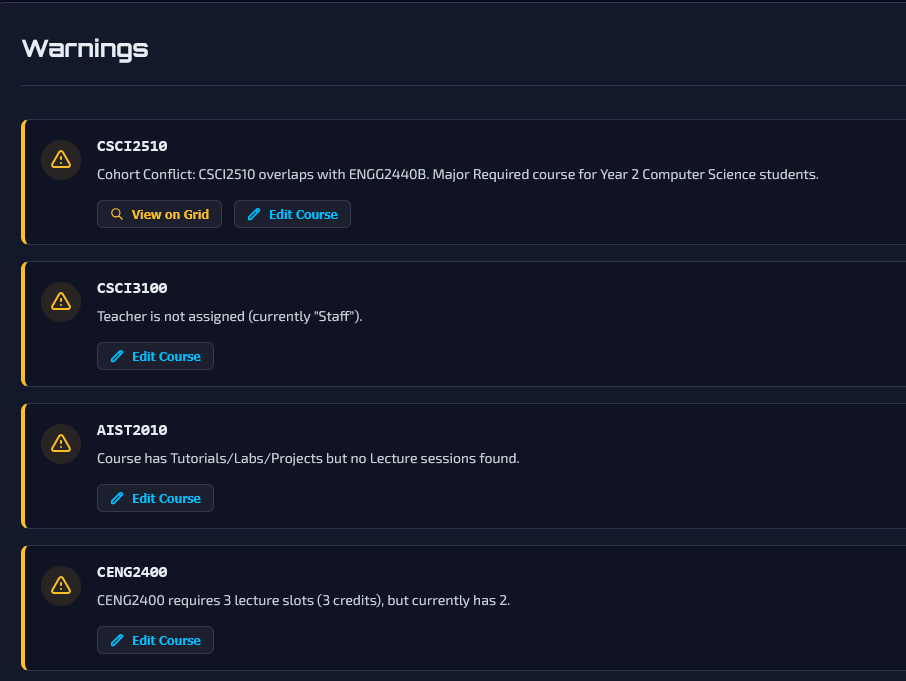 Warnings
CSCI2510
Cohort Conflict: CSCI2510 overlaps with ENGG2440B. Major Required course for Year 2 Computer Science students.
View on Grid
Edit Course
CSCI3100
Teacher is not assigned (currently "Staff").
Edit Course
AIST2010
Course has Tutorials/Labs/Projects but no Lecture sessions found.
Edit Course
CENG2400
CENG2400 requires 3 lecture slots (3 credits), but currently has 2.
Edit Course